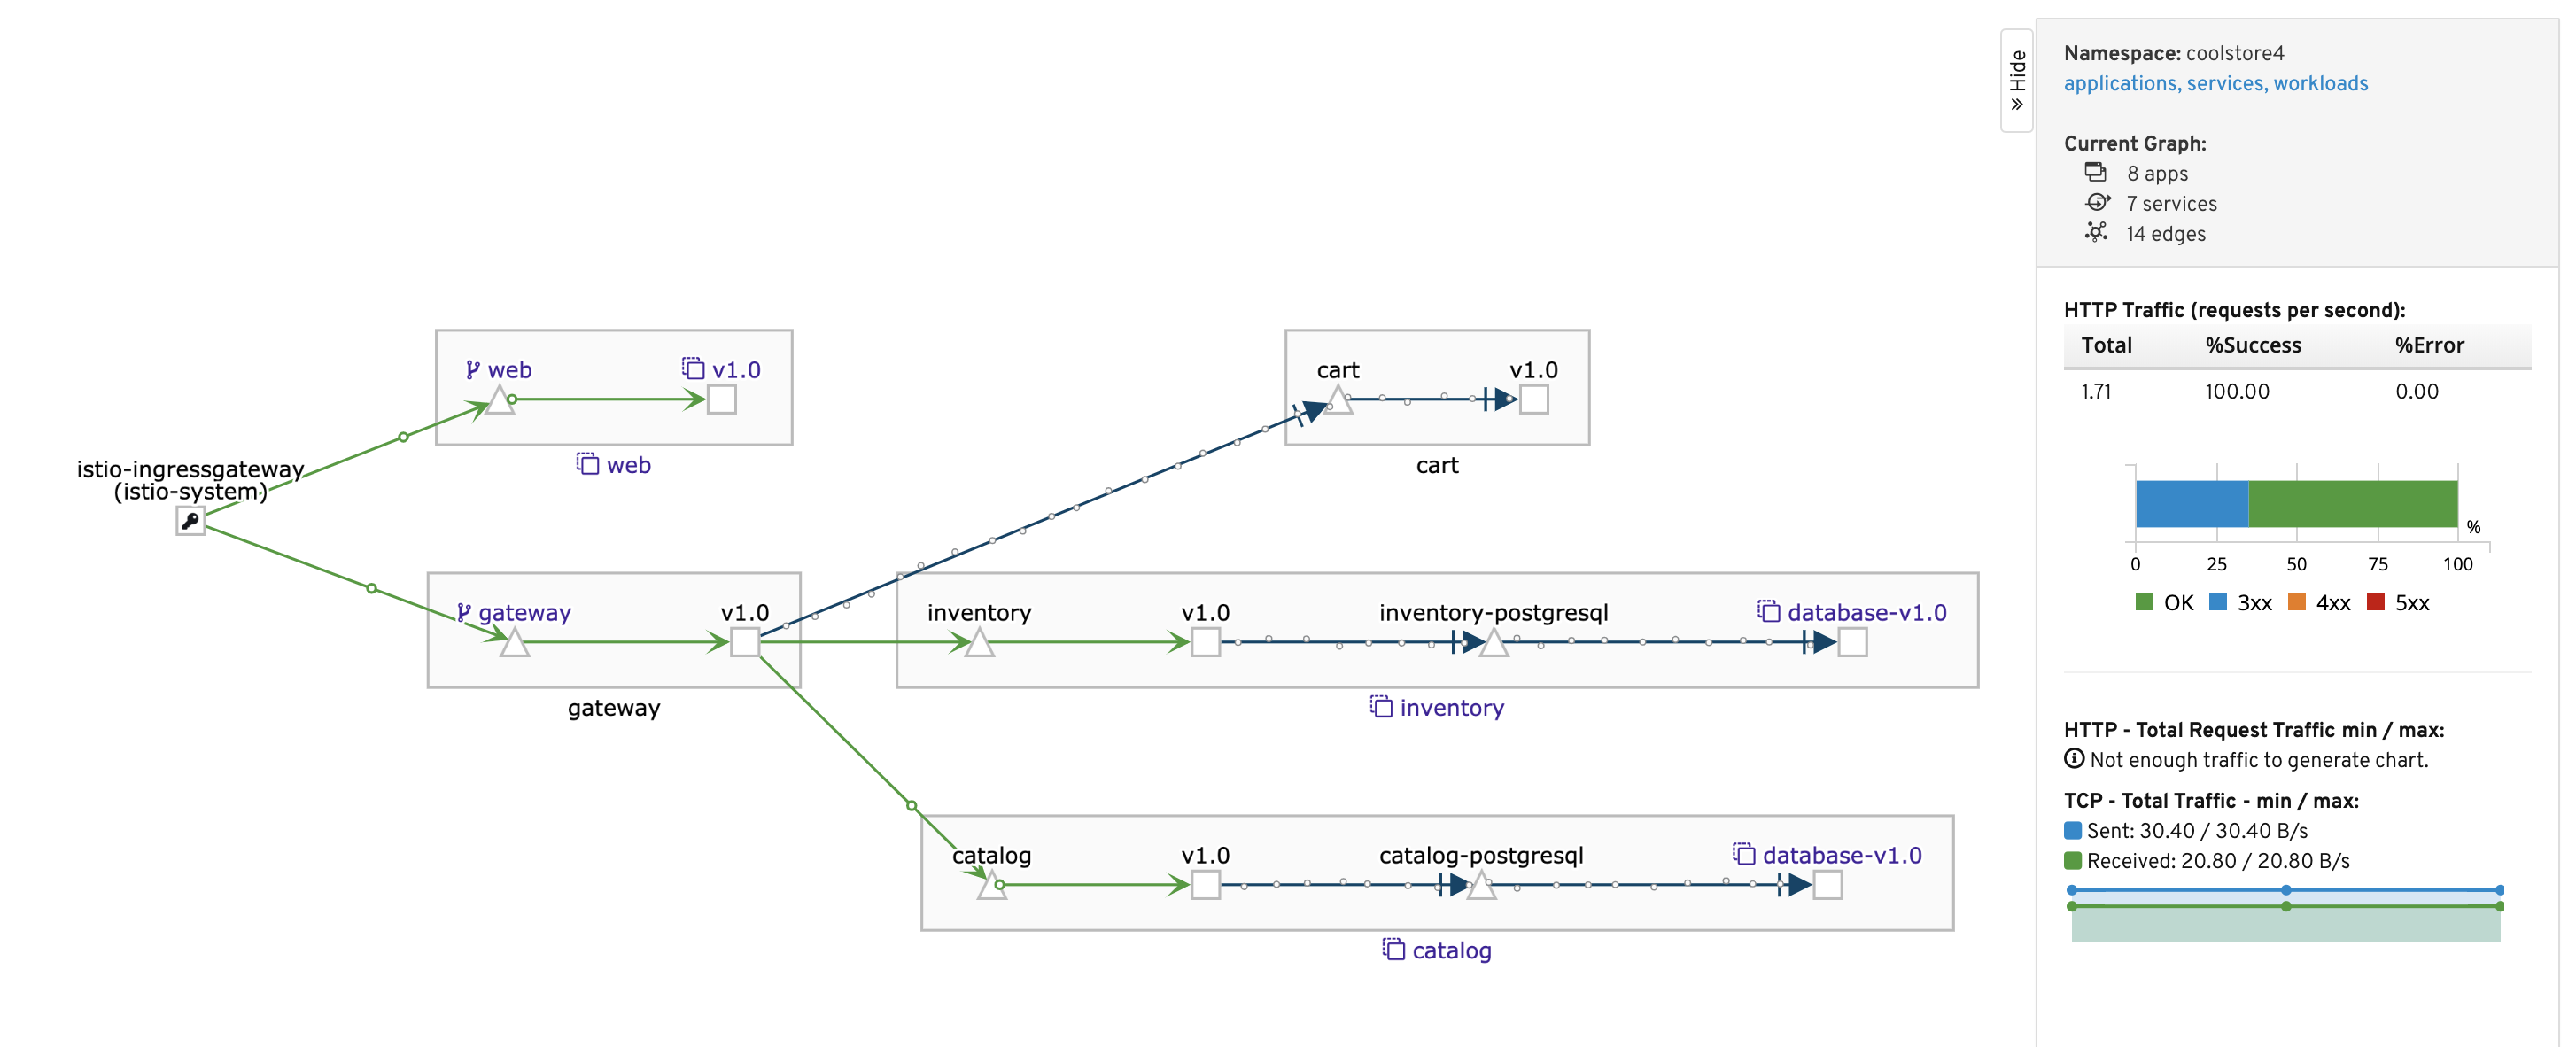 Hide
Namespace: coolstore4
applications, services, workloads
Current Graph:
8 apps
7 services
14 edges
HTTP Traffic (requests per second):
Total %Success %Error
1.71 100.00 0.00
%
0 25 50 75 100
OK 3xx 4xx 5xx
HTTP - Total Request Traffic min / max:
Not enough traffic to generate chart.
TCP - Total Traffic - min / max:
Sent: 30.40 / 30.40 B/s
Received: 20.80 / 20.80 B/s
web v1.0
web
cart v1.0
cart
istio-ingressgateway
(istio-system)
gateway v1.0
gateway
inventory v1.0 inventory-postgresql database-v1.0
inventory
catalog v1.0 catalog-postgresql database-v1.0
catalog